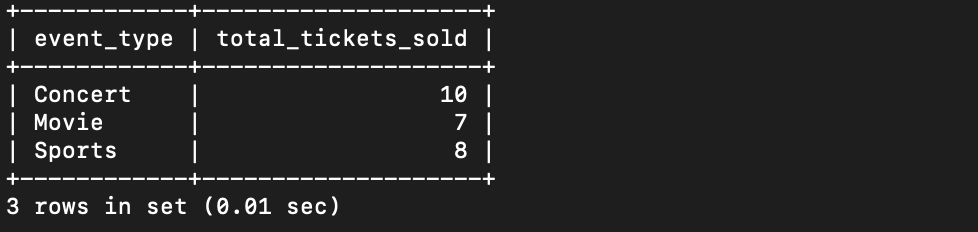 +------------+--------------------+
| event_type | total_tickets_sold |
+------------+--------------------+
| Concert    |                 10 |
| Movie      |                  7 |
| Sports     |                  8 |
+------------+--------------------+
3 rows in set (0.01 sec)